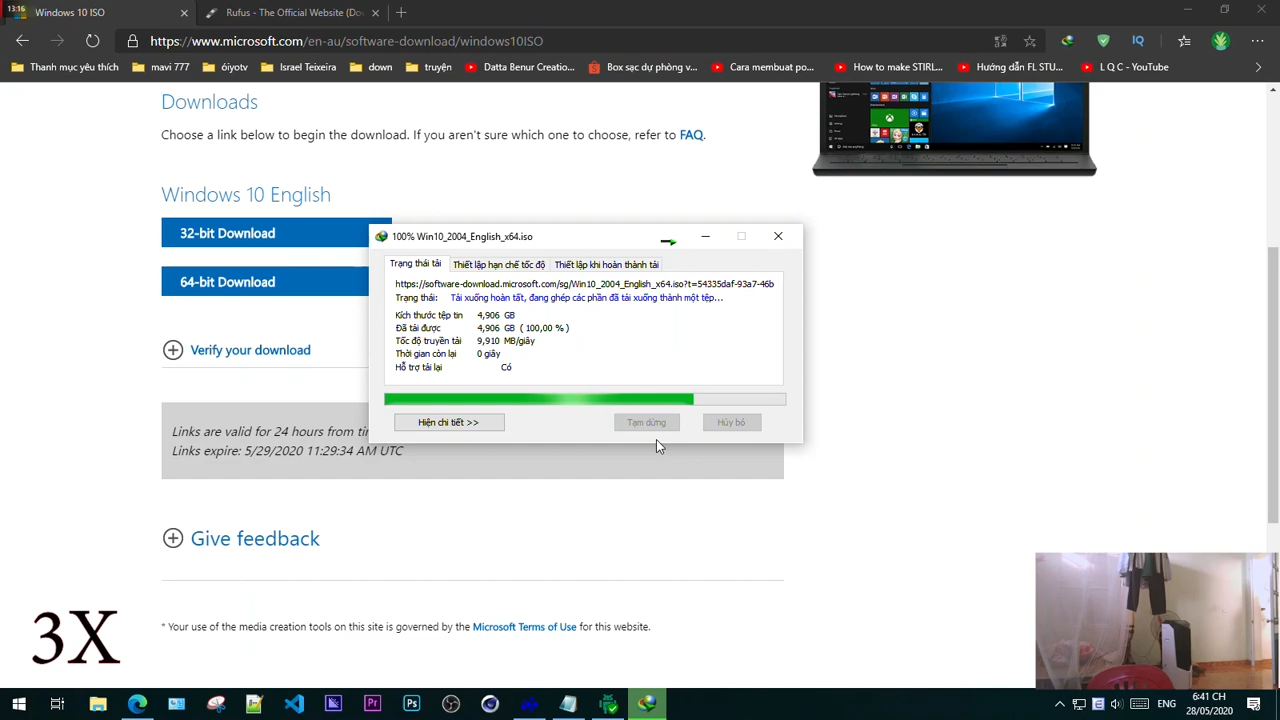 13:16
Windows 10 ISO
Rufus - The Official Website (Do
https://www.microsoft.com/en-au/software-download/windows10ISO
IQ
Thanh mục yêu thích
mavi 777
óiyotv
Israel Teixeira
down
truyện
Datta Benur Creatio...
Box sạc dự phòng v...
Cara membuat po...
How to make STIRL...
Hướng dẫn FL STU...
L Q C - YouTube
Downloads
Choose a link below to begin the download. If you aren't sure which one to choose, refer to FAQ.
Windows 10 English
32-bit Download
64-bit Download
Verify your download
100% Win10_2004_English_x64.iso
Trạng thái tải
Thiết lập hạn chế tốc độ
Thiết lập khi hoàn thành tải
https://software-download.microsoft.com/sg/Win10_2004_English_x64.iso?t=54335daf-93a7-46b
Trạng thái: Tải xuống hoàn tất, đang ghép các phần đã tải xuống thành một tệp...
Kích thước tệp tin 4,906 GB
Đã tải được 4,906 GB ( 100,00 % )
Tốc độ truyền tải 9,910 MB/giây
Thời gian còn lại 0 giây
Hỗ trợ tải lại Có
Hiện chi tiết >>
Tạm dừng
Hủy bỏ
Links are valid for 24 hours from ti
Links expire: 5/29/2020 11:29:34 AM UTC
Give feedback
* Your use of the media creation tools on this site is governed by the Microsoft Terms of Use for this website.
3X
Pr
Ps
ENG
6:41 CH
28/05/2020